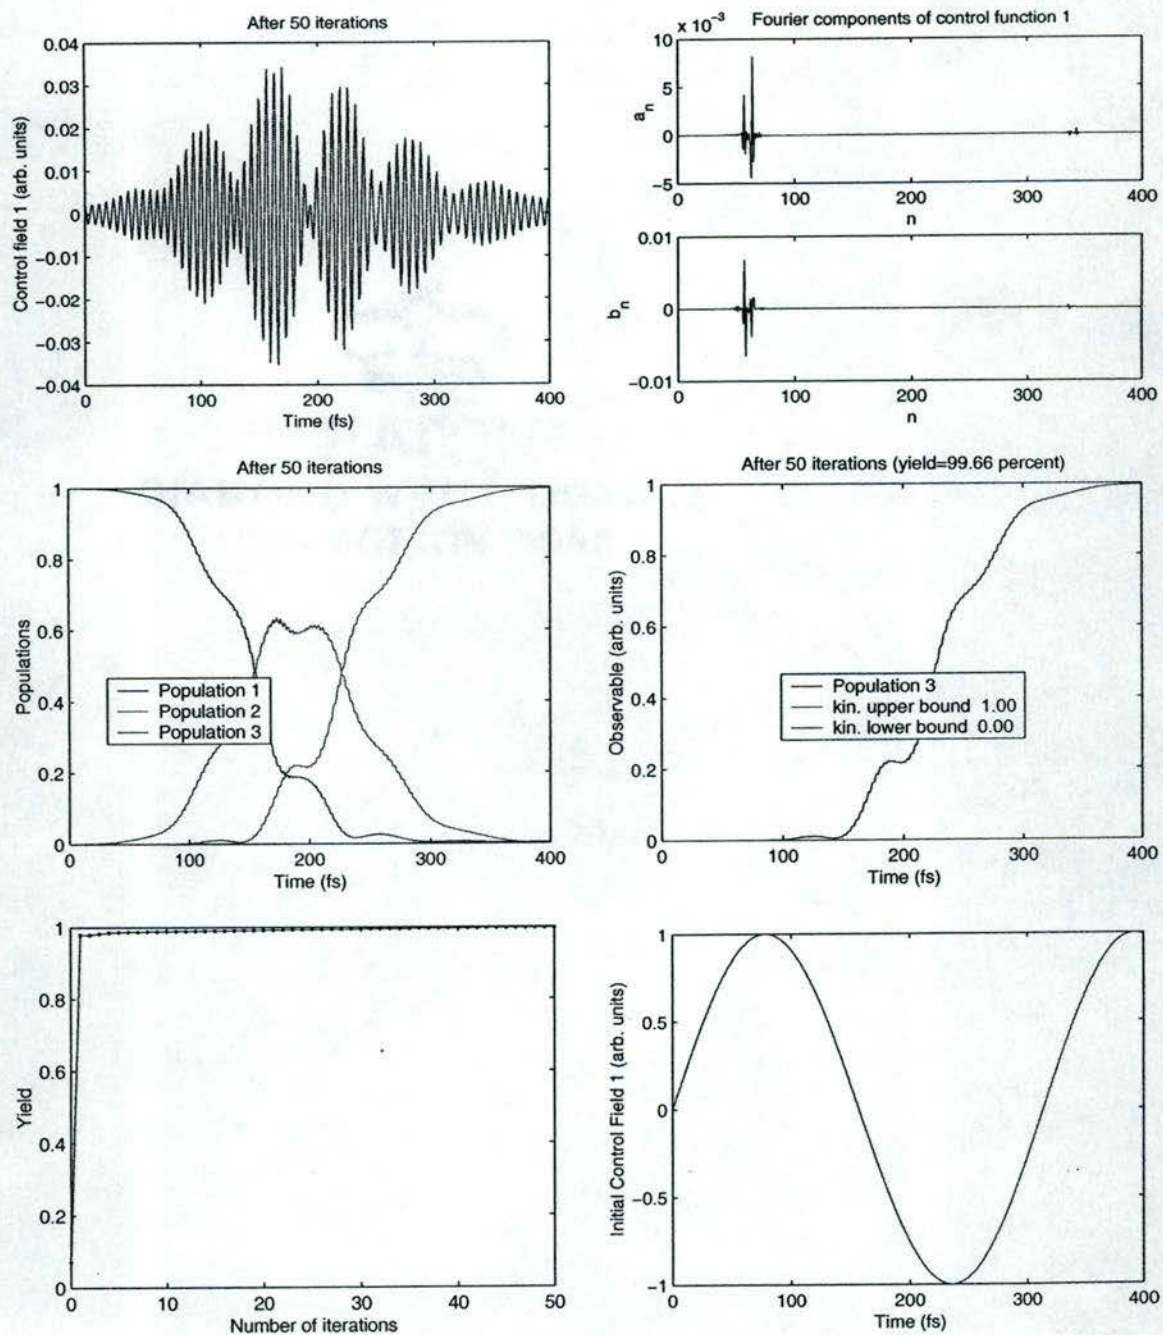 After 50 iterations
0.04
0.03
0.02
0.01
0
−0.01
−0.02
−0.03
−0.04
Control field 1 (arb. units)
0 100 200 300 400
Time (fs)
x 10⁻³ Fourier components of control function 1
10
5
0
−5
a_n
0 100 200 300 400
n
0.01
0
−0.01
b_n
0 100 200 300 400
n
After 50 iterations
1
0.8
0.6
0.4
0.2
0
Populations
Population 1
Population 2
Population 3
0 100 200 300 400
Time (fs)
After 50 iterations (yield=99.66 percent)
1
0.8
0.6
0.4
0.2
0
Observable (arb. units)
Population 3
kin. upper bound 1.00
kin. lower bound 0.00
0 100 200 300 400
Time (fs)
1
0.8
0.6
0.4
0.2
0
Yield
0 10 20 30 40 50
Number of iterations
1
0.5
0
−0.5
−1
Initial Control Field 1 (arb. units)
0 100 200 300 400
Time (fs)